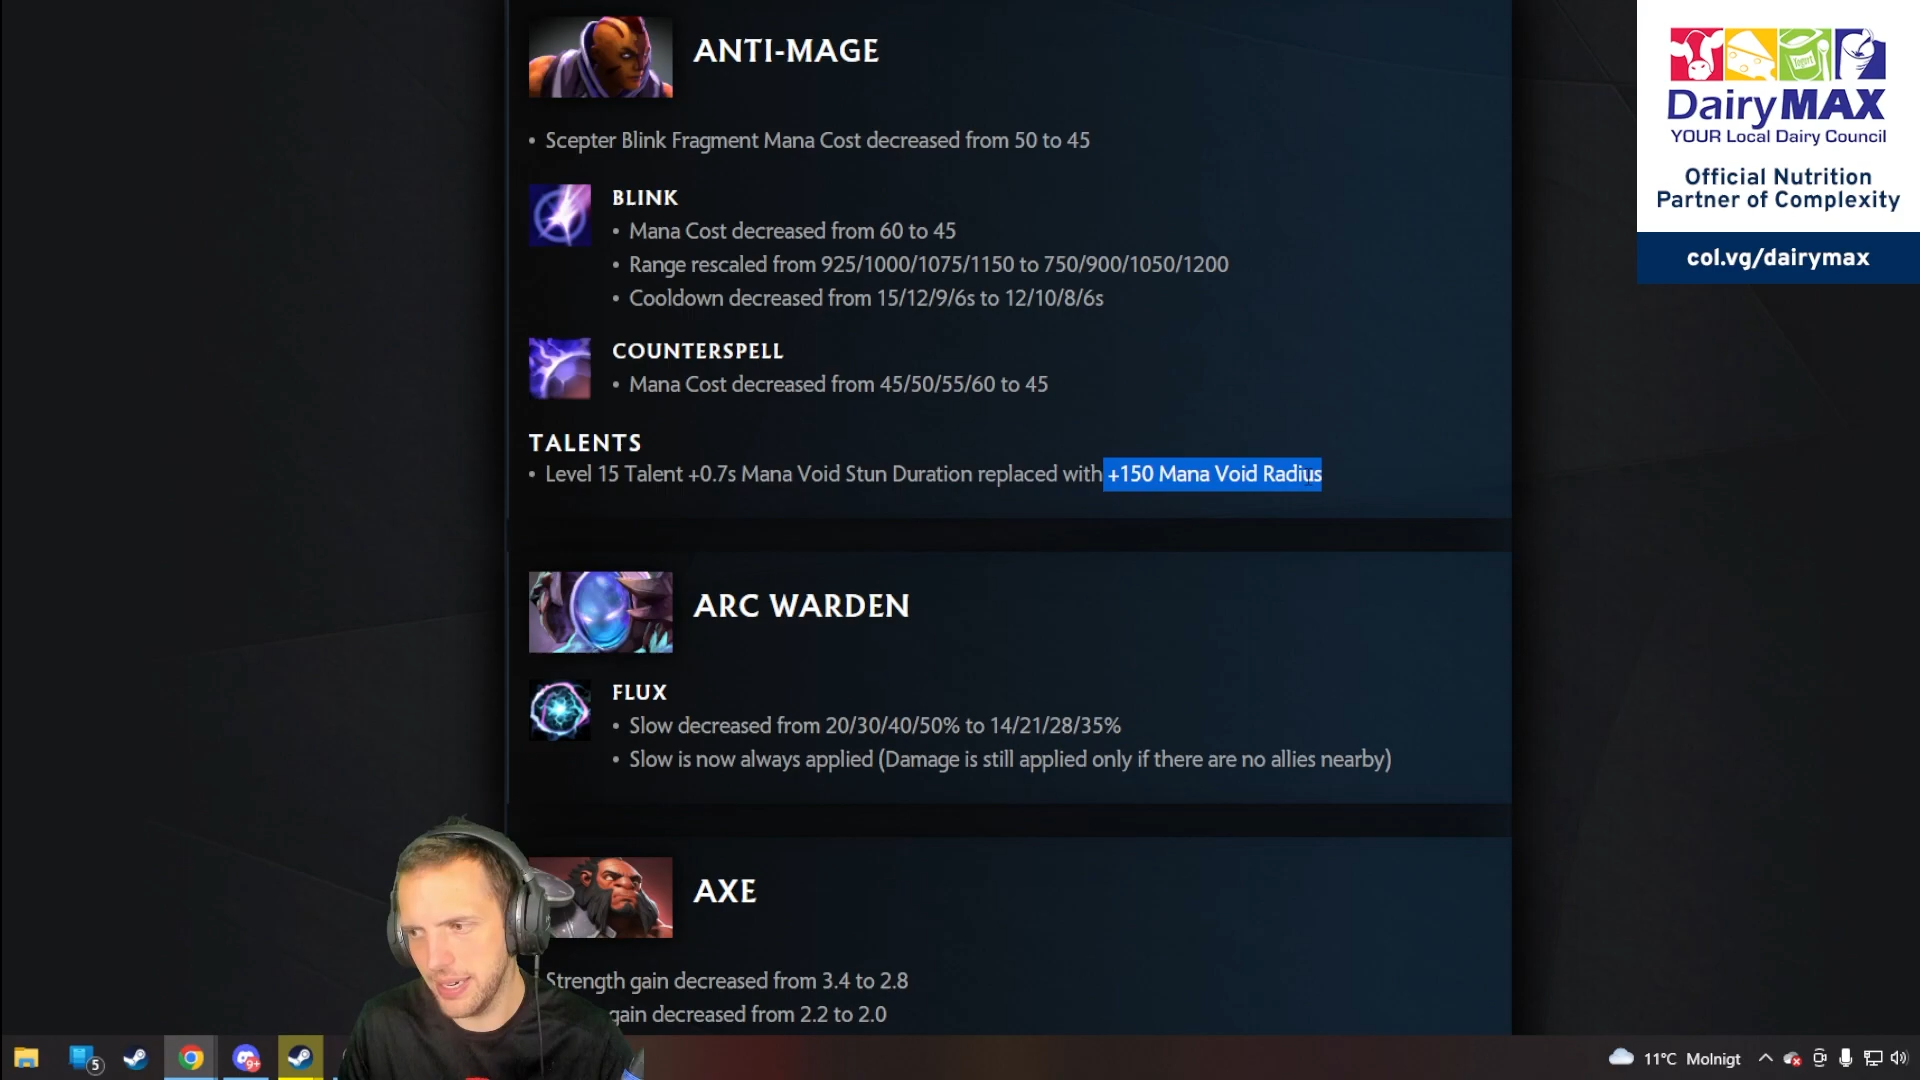 ANTI-MAGE
• Scepter Blink Fragment Mana Cost decreased from 50 to 45
BLINK
• Mana Cost decreased from 60 to 45
• Range rescaled from 925/1000/1075/1150 to 750/900/1050/1200
• Cooldown decreased from 15/12/9/6s to 12/10/8/6s
COUNTERSPELL
• Mana Cost decreased from 45/50/55/60 to 45
TALENTS
• Level 15 Talent +0.7s Mana Void Stun Duration replaced with +150 Mana Void Radius
ARC WARDEN
FLUX
• Slow decreased from 20/30/40/50% to 14/21/28/35%
• Slow is now always applied (Damage is still applied only if there are no allies nearby)
AXE
Strength gain decreased from 3.4 to 2.8
gain decreased from 2.2 to 2.0
Yogurt
DairyMAX
YOUR Local Dairy Council
Official Nutrition
Partner of Complexity
col.vg/dairymax
5
9+
11°C Molnigt